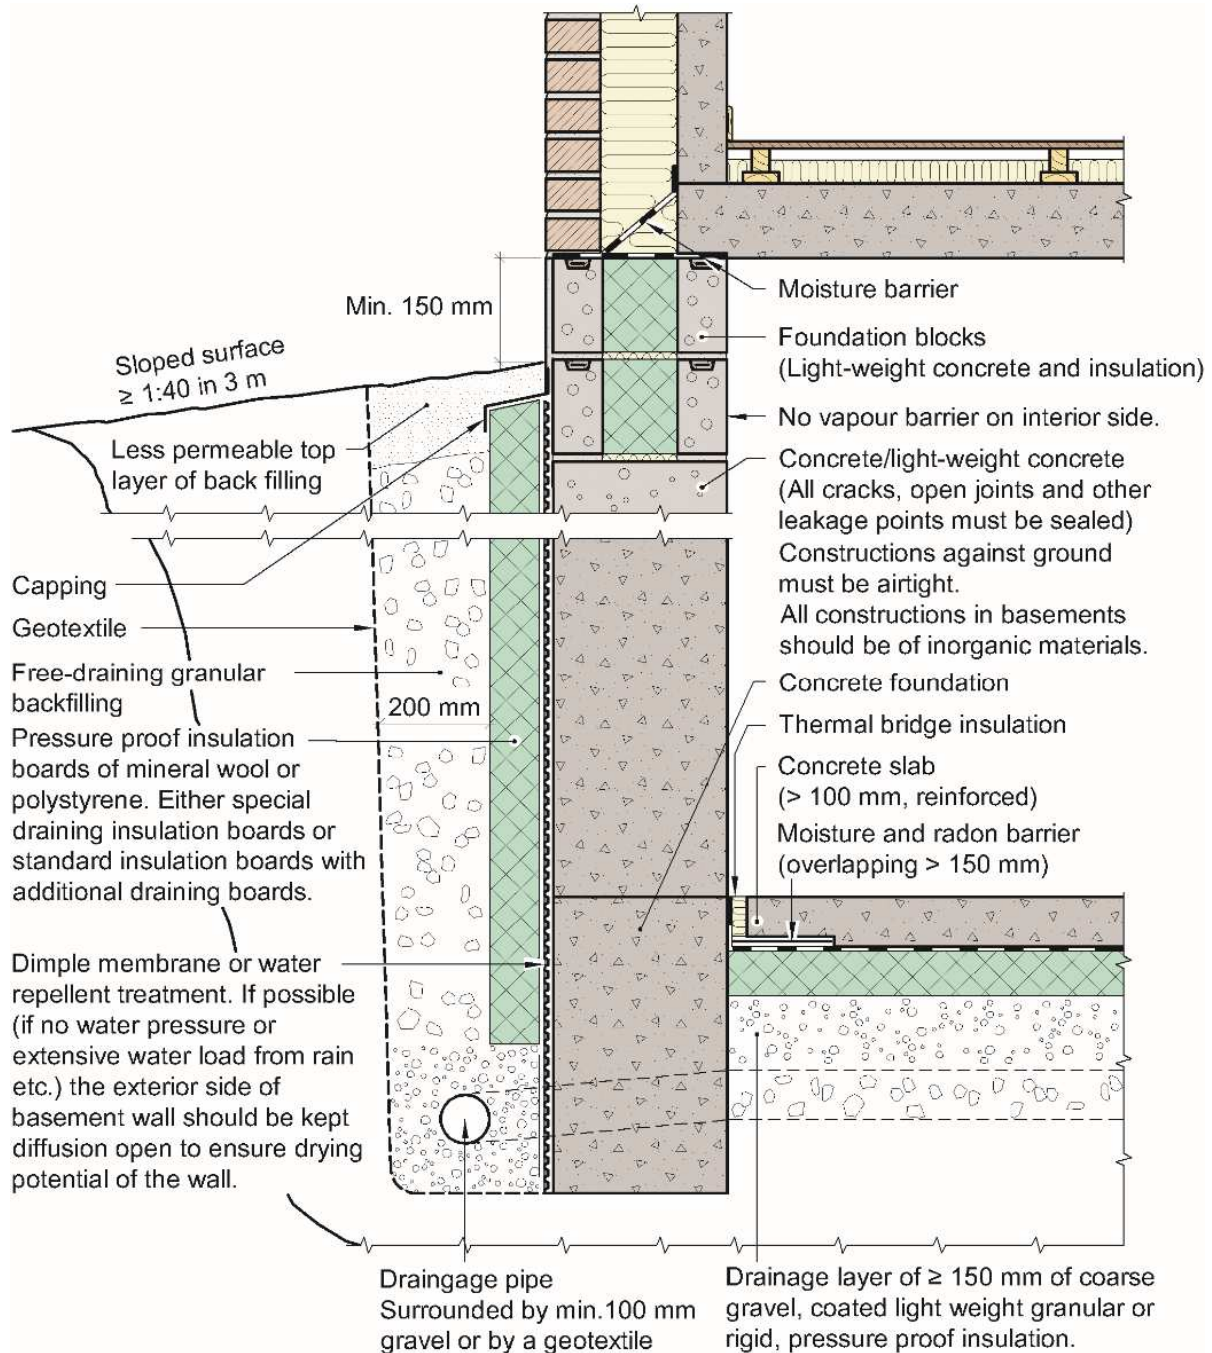 Min. 150 mm
Sloped surface
≥ 1:40 in 3 m
Less permeable top
layer of back filling
Capping
Geotextile
Free-draining granular
backfilling
200 mm
Pressure proof insulation
boards of mineral wool or
polystyrene. Either special
draining insulation boards or
standard insulation boards with
additional draining boards.
Dimple membrane or water
repellent treatment. If possible
(if no water pressure or
extensive water load from rain
etc.) the exterior side of
basement wall should be kept
diffusion open to ensure drying
potential of the wall.
Moisture barrier
Foundation blocks
(Light-weight concrete and insulation)
No vapour barrier on interior side.
Concrete/light-weight concrete
(All cracks, open joints and other
leakage points must be sealed)
Constructions against ground
must be airtight.
All constructions in basements
should be of inorganic materials.
Concrete foundation
Thermal bridge insulation
Concrete slab
(> 100 mm, reinforced)
Moisture and radon barrier
(overlapping > 150 mm)
Draingage pipe
Surrounded by min.100 mm
gravel or by a geotextile
Drainage layer of ≥ 150 mm of coarse
gravel, coated light weight granular or
rigid, pressure proof insulation.